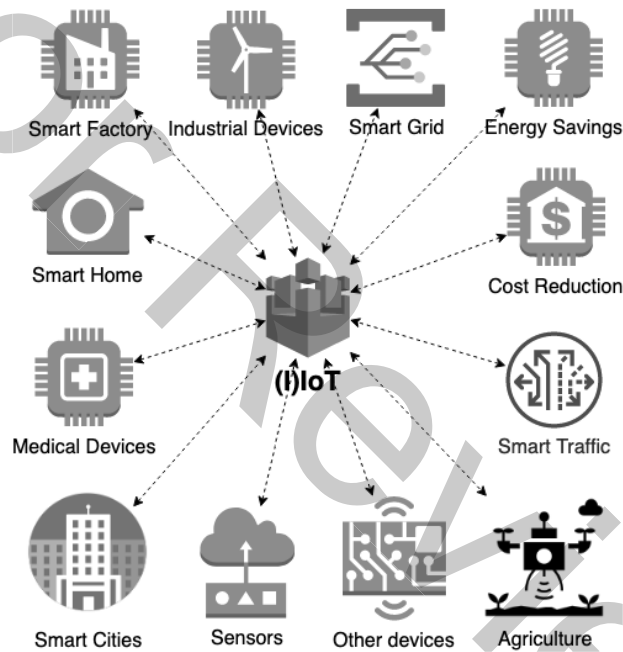 Smart Factory
Industrial Devices
Smart Grid
Energy Savings
Smart Home
Cost Reduction
(I)IoT
Medical Devices
Smart Traffic
Smart Cities
Sensors
Other devices
Agriculture